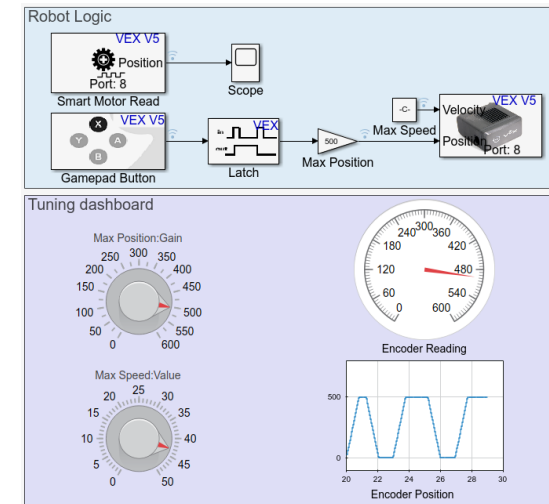 Robot Logic
VEX V5
Position
Port: 8
Smart Motor Read
Scope
VEX V5
X
Y
A
B
Gamepad Button
VEX
Latch
500
Max Position
-C-
Max Speed
VEX V5
Velocity
Position
Port: 8
Tuning dashboard
Max Position:Gain
0 50 100 150 200 250 300 350 400 450 500 550 600
Max Speed:Value
0 5 10 15 20 25 30 35 40 45 50
0 60 120 180 240 300 360 420 480 540 600
Encoder Reading
500
0
20 22 24 26 28 30
Encoder Position